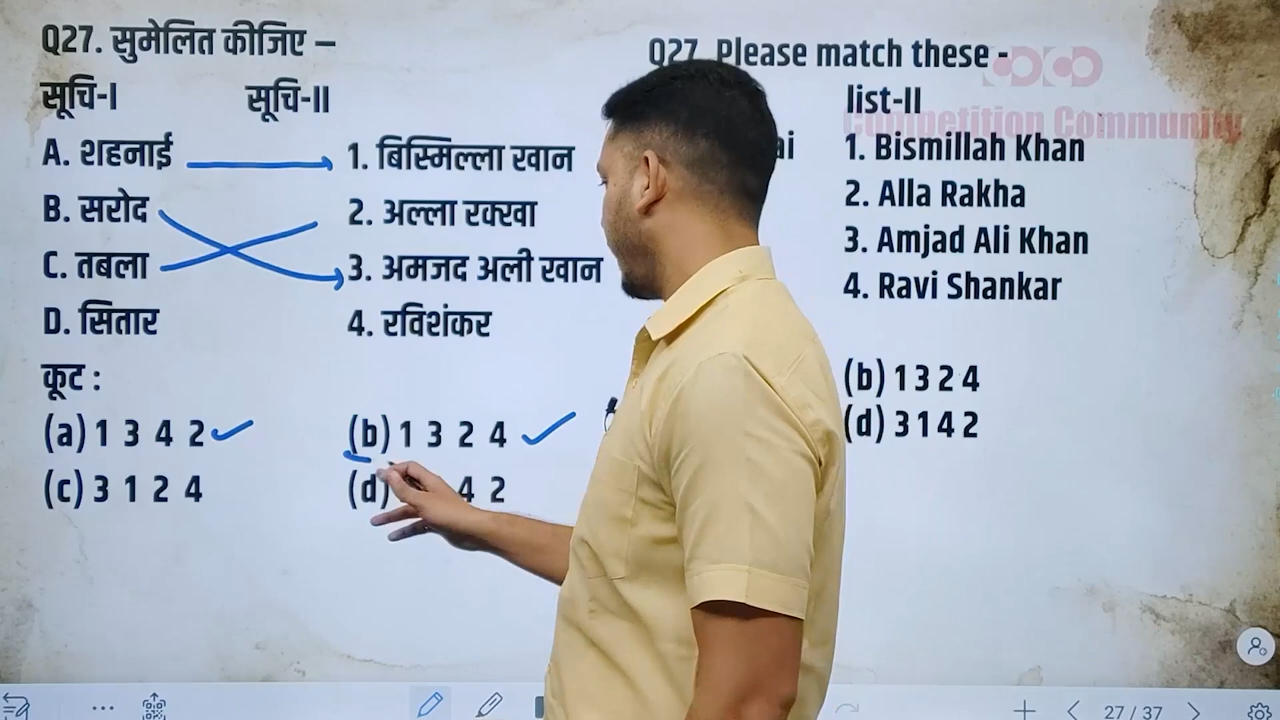 Q27. सुमेलित कीजिए –
सूचि-I सूचि-II
A. शहनाई 1. बिस्मिल्ला खान
B. सरोद 2. अल्ला रक्खा
C. तबला 3. अमजद अली खान
D. सितार 4. रविशंकर
कूट :
(a) 1 3 4 2 (b) 1 3 2 4
(c) 3 1 2 4 (d) 4 2
Q27. Please match these -
list-II
Competition Community
1. Bismillah Khan
2. Alla Rakha
3. Amjad Ali Khan
4. Ravi Shankar
(b) 1 3 2 4
(d) 3 1 4 2
27 / 37